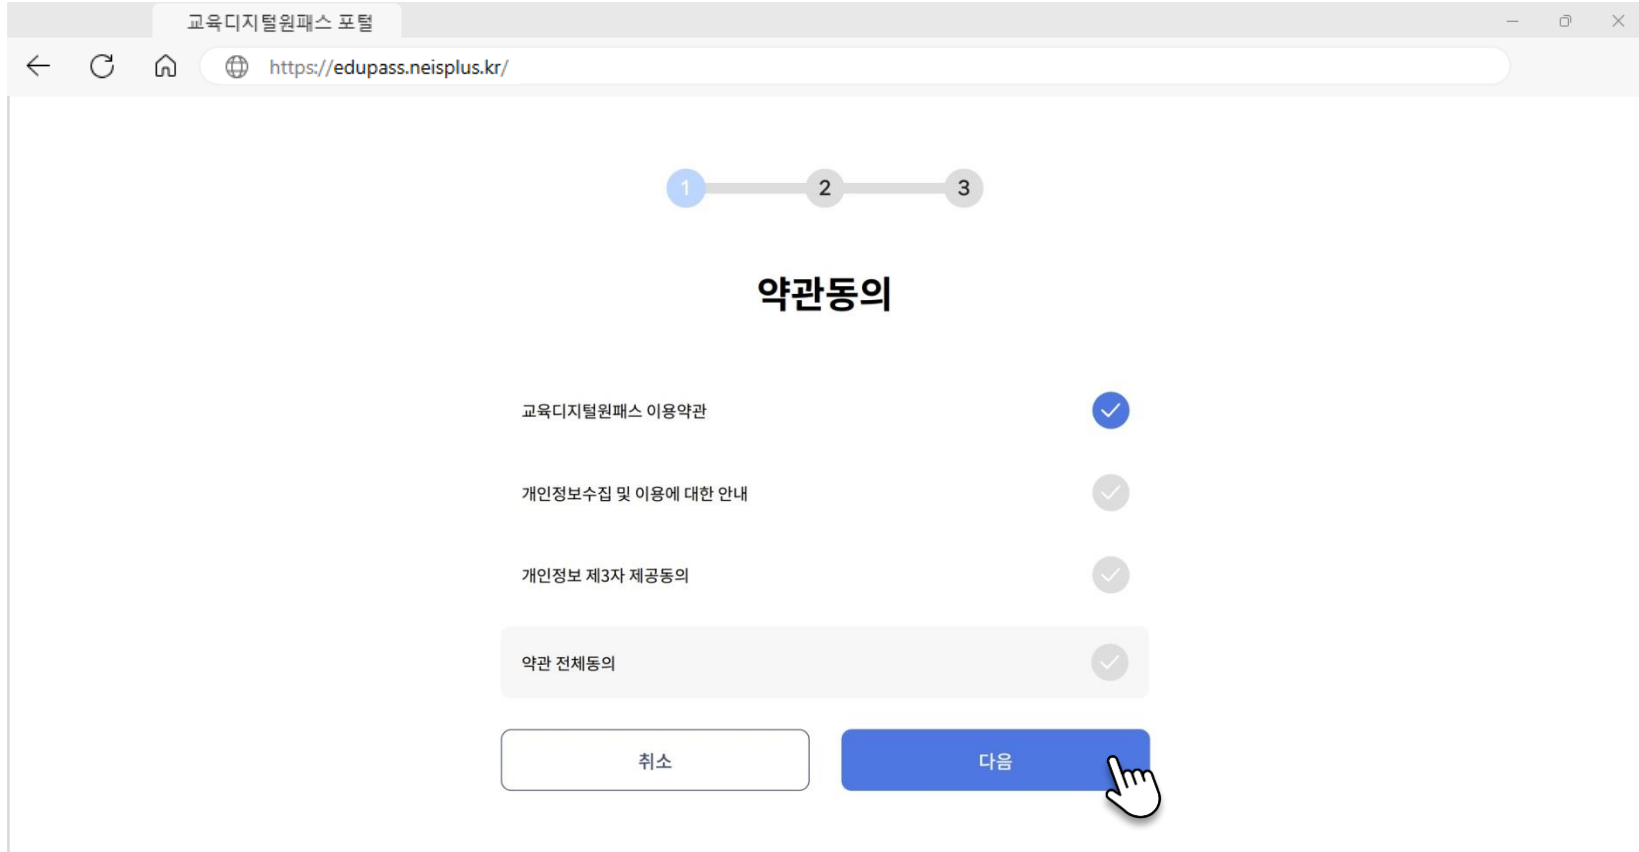 교육디지털원패스 포털
https://edupass.neisplus.kr/
1 2 3
약관동의
교육디지털원패스 이용약관
개인정보수집 및 이용에 대한 안내
개인정보 제3자 제공동의
약관 전체동의
취소 다음